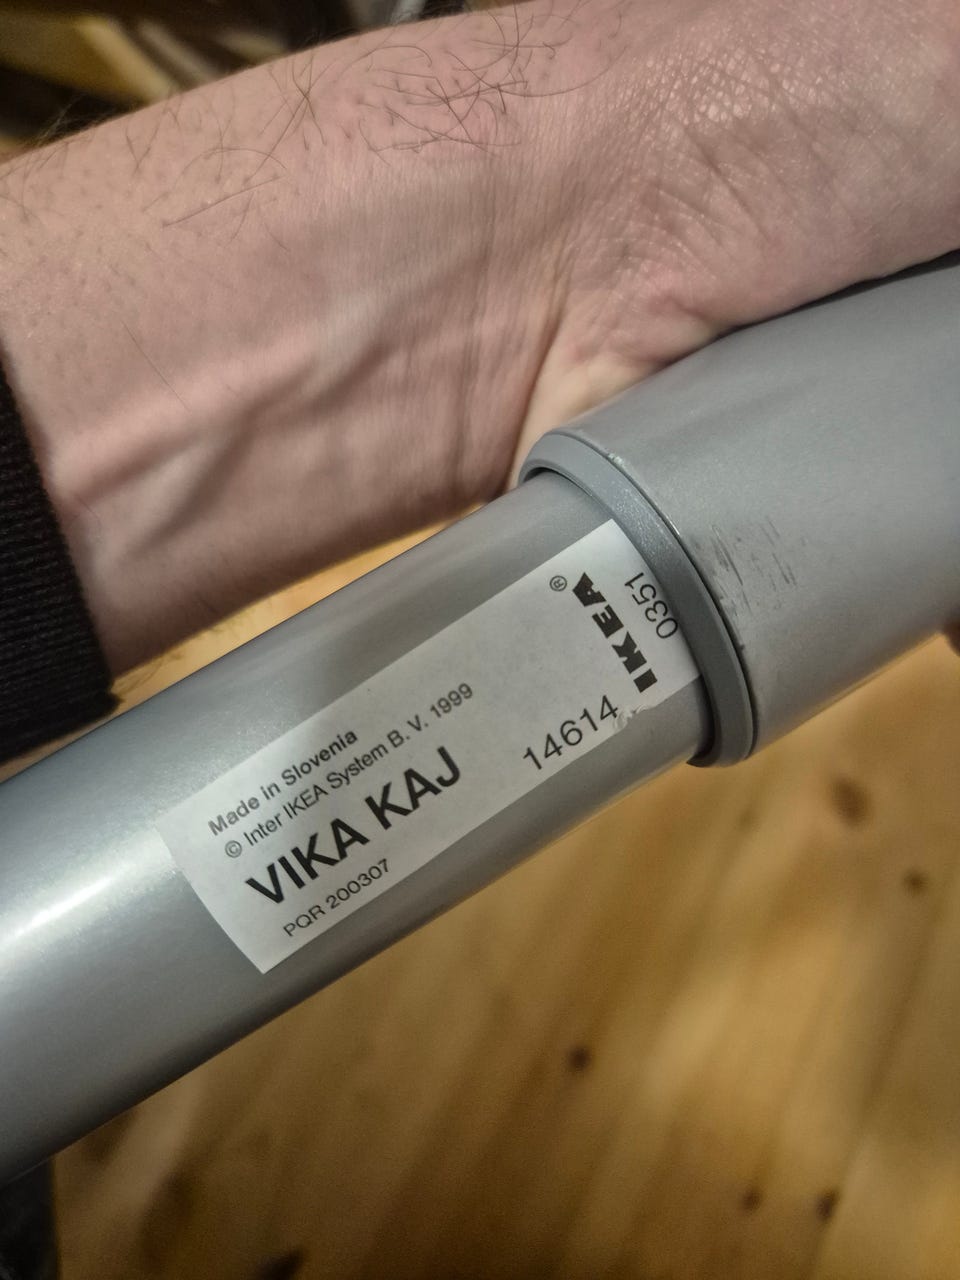 Made in Slovenia
© Inter IKEA System B. V. 1999
VIKA KAJ
PQR 200307
14614
IKEA®
0351